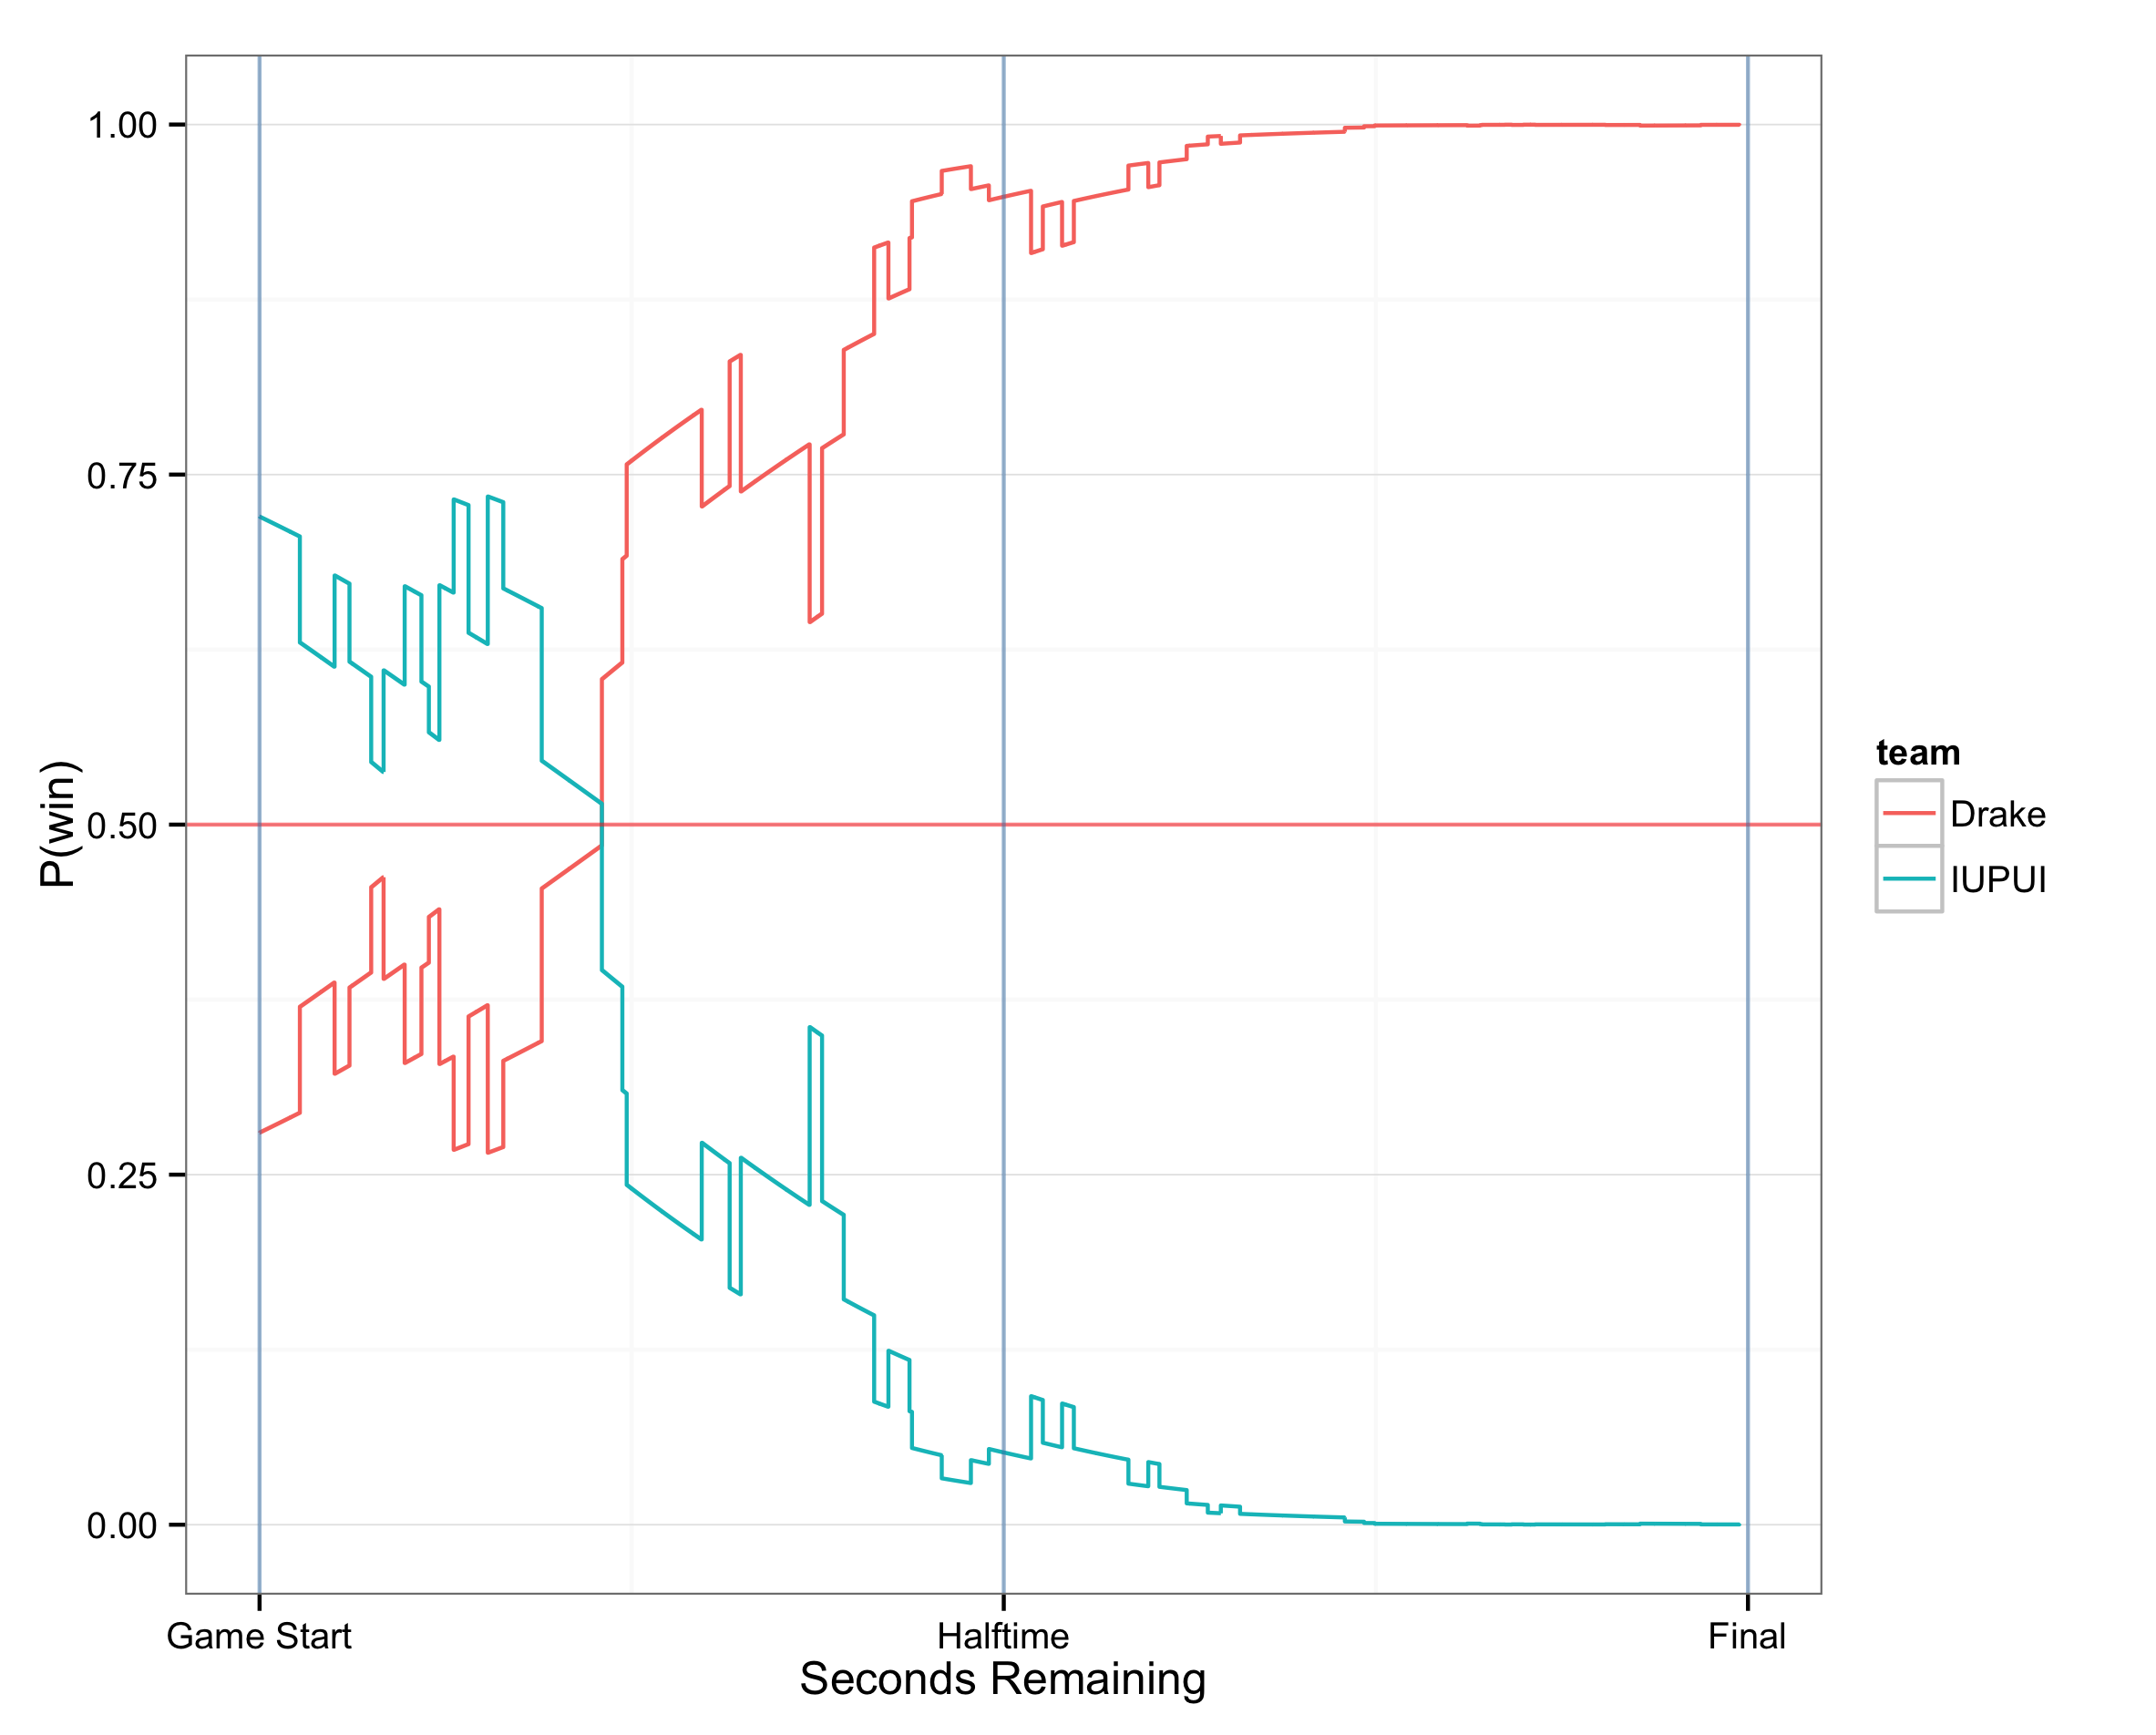 1.00
0.75
0.50
0.25
0.00
P(win)
Game Start
Halftime
Final
Seconds Remaining
team
Drake
IUPUI